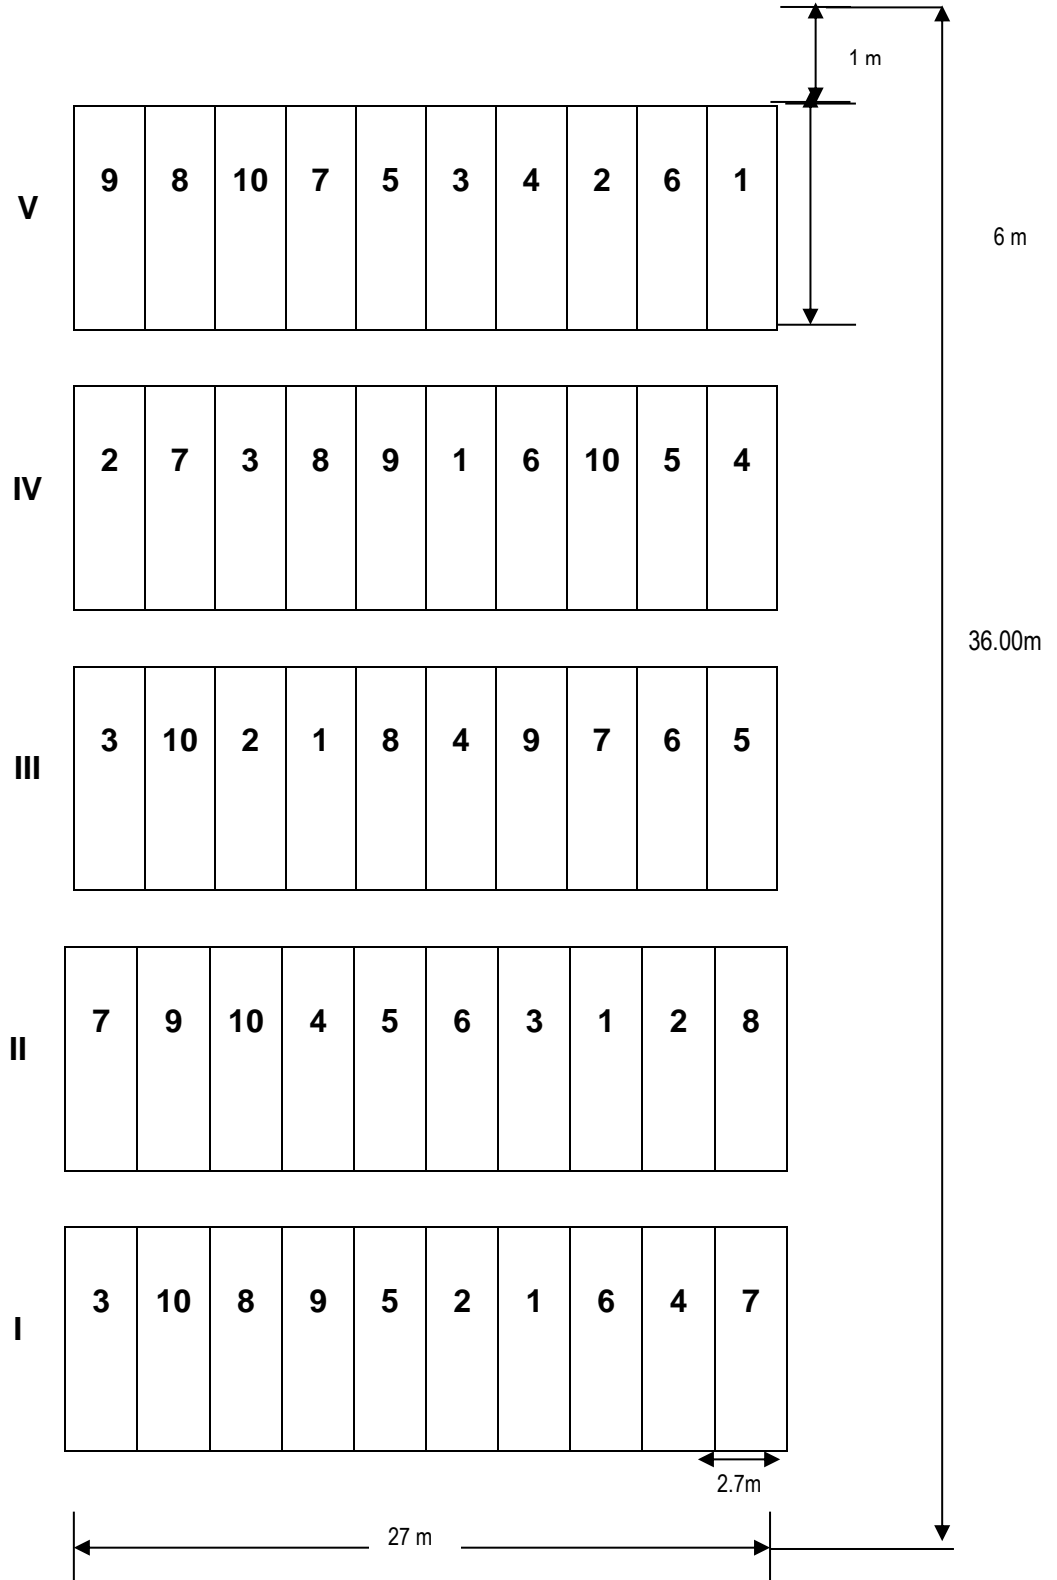 1 m
V 9 8 10 7 5 3 4 2 6 1
6 m
IV 2 7 3 8 9 1 6 10 5 4
36.00m
III 3 10 2 1 8 4 9 7 6 5
II 7 9 10 4 5 6 3 1 2 8
I 3 10 8 9 5 2 1 6 4 7
2.7m
27 m